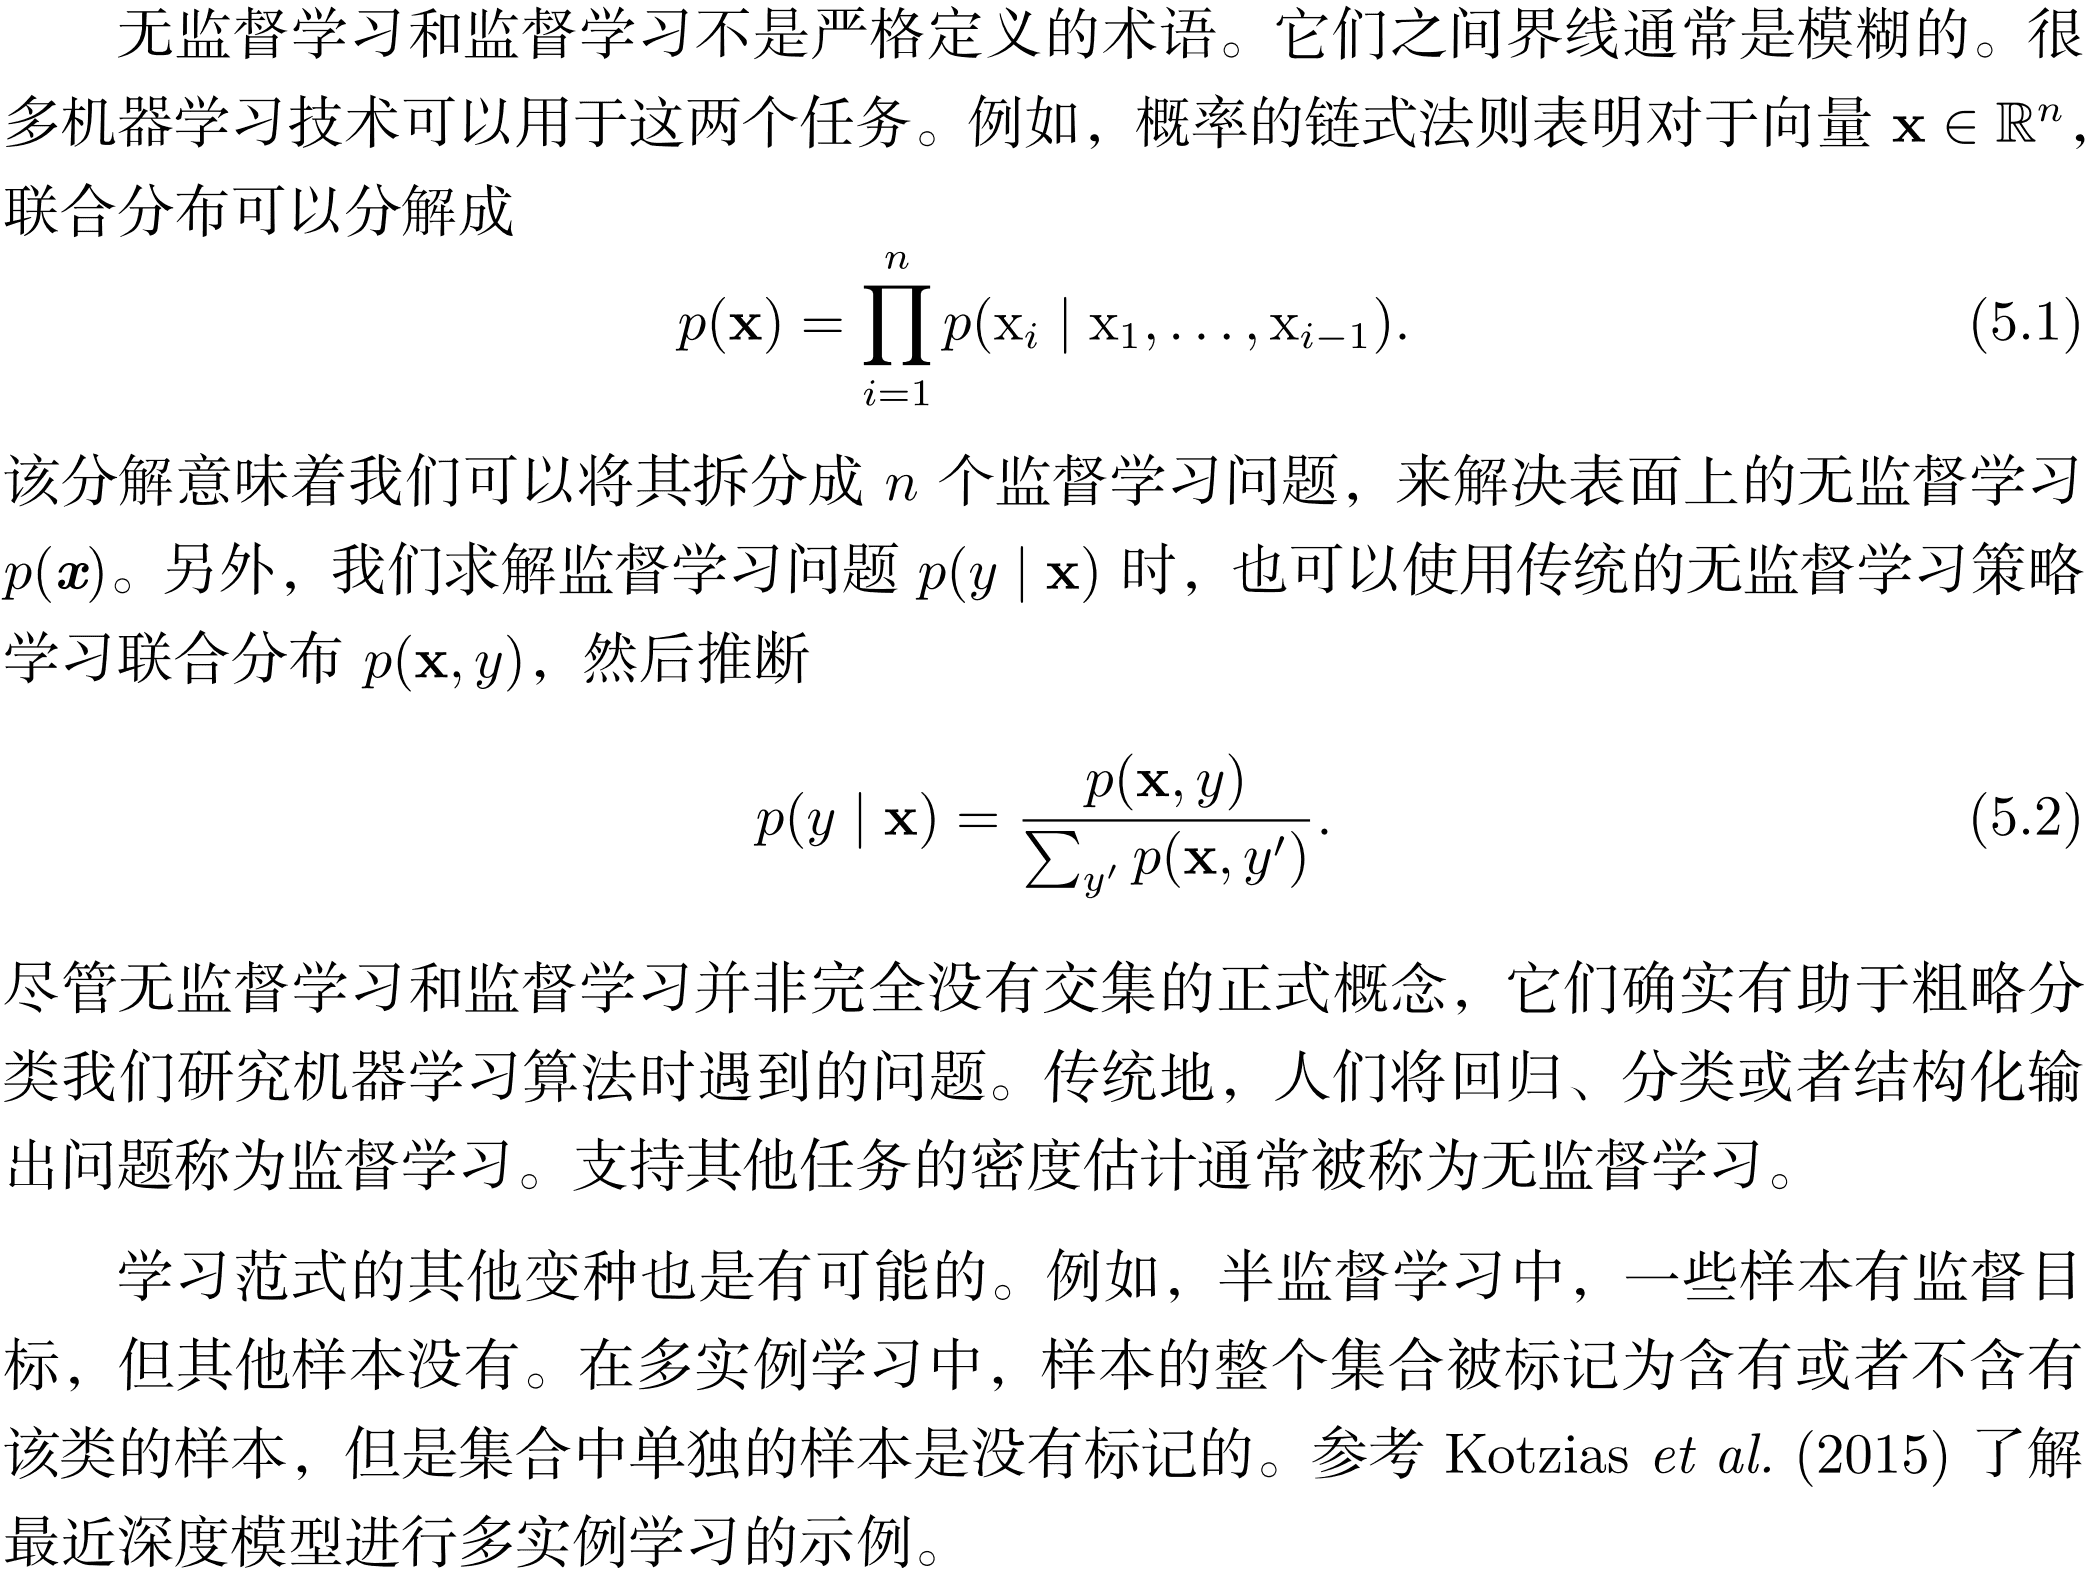 无监督学习和监督学习不是严格定义的术语。它们之间界线通常是模糊的。很
多机器学习技术可以用于这两个任务。例如，概率的链式法则表明对于向量 $\mathbf{x} \in \mathbb{R}^n$，
联合分布可以分解成
$p(\mathbf{x}) = \prod_{i=1}^{n} p(\mathrm{x}_i \mid \mathrm{x}_1, \ldots, \mathrm{x}_{i-1}).$ (5.1)
该分解意味着我们可以将其拆分成 $n$ 个监督学习问题，来解决表面上的无监督学习
$p(\boldsymbol{x})$。另外，我们求解监督学习问题 $p(y \mid \mathbf{x})$ 时，也可以使用传统的无监督学习策略
学习联合分布 $p(\mathbf{x}, y)$，然后推断
$p(y \mid \mathbf{x}) = \frac{p(\mathbf{x}, y)}{\sum_{y'} p(\mathbf{x}, y')}.$ (5.2)
尽管无监督学习和监督学习并非完全没有交集的正式概念，它们确实有助于粗略分
类我们研究机器学习算法时遇到的问题。传统地，人们将回归、分类或者结构化输
出问题称为监督学习。支持其他任务的密度估计通常被称为无监督学习。
学习范式的其他变种也是有可能的。例如，半监督学习中，一些样本有监督目
标，但其他样本没有。在多实例学习中，样本的整个集合被标记为含有或者不含有
该类的样本，但是集合中单独的样本是没有标记的。参考 Kotzias et al. (2015) 了解
最近深度模型进行多实例学习的示例。